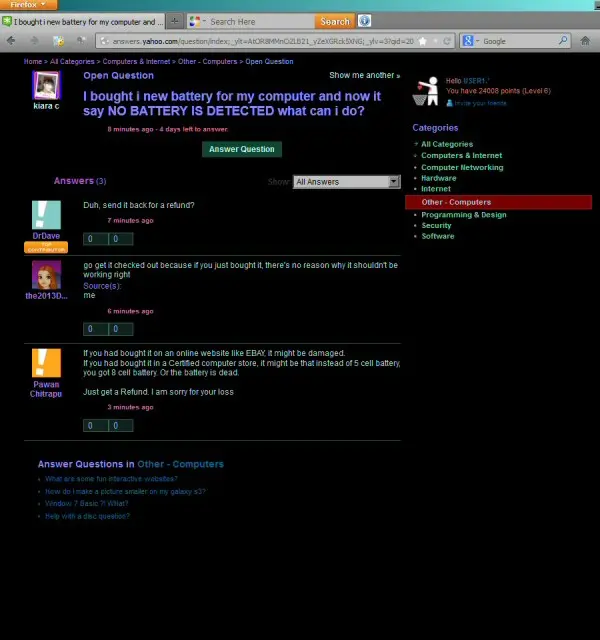 Firefox
I bought i new battery for my computer and ...
Search Here
Search
answers.yahoo.com/question/index;_ylt=
Google
Home > All Categories > Computers & Internet > Other - Computers > Open Question
kiara c
Open Question
Show me another »
I bought i new battery for my computer and now it
say NO BATTERY IS DETECTED what can i do?
8 minutes ago - 4 days left to answer.
Answer Question
Hello USER1.'
You have 24008 points (Level 6)
Invite your friends
Categories
All Categories
Computers & Internet
Computer Networking
Hardware
Internet
Other - Computers
Programming & Design
Security
Software
Answers (3)
Show: All Answers
DrDave
TOP CONTRIBUTOR
Duh, send it back for a refund?
7 minutes ago
0 0
the2013D...
go get it checked out because if you just bought it, there's no reason why it shouldn't be
working right
Source(s):
me
6 minutes ago
0 0
Pawan
Chitrapu
If you had bought it on an online website like EBAY, it might be damaged.
If you had bought it in a Certified computer store, it might be that instead of 5 cell battery,
you got 8 cell battery. Or the battery is dead.
Just get a Refund. I am sorry for your loss
3 minutes ago
0 0
Answer Questions in Other - Computers
What are some fun interactive websites?
How do I make a picture smaller on my galaxy s3?
Window 7 Basic ?! What?
Help with a disc question?